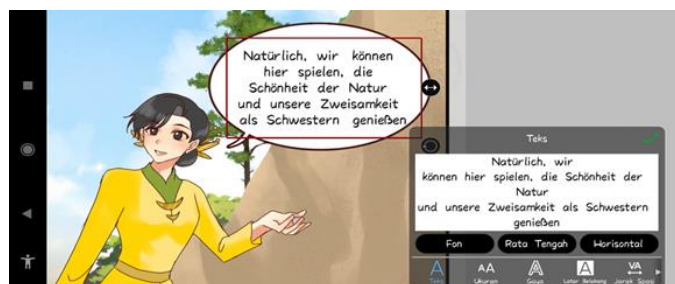 Natürlich, wir können
hier spielen, die
Schönheit der Natur
und unsere Zweisamkeit
als Schwestern genießen
Teks
Natürlich, wir
können hier spielen, die Schönheit der
Natur
und unsere Zweisamkeit als Schwestern
genießen
Fon Rata Tengah Horisontal
A AA A A VA
Teks Ukuran Gaya Latar Belakang Jarak Spasi